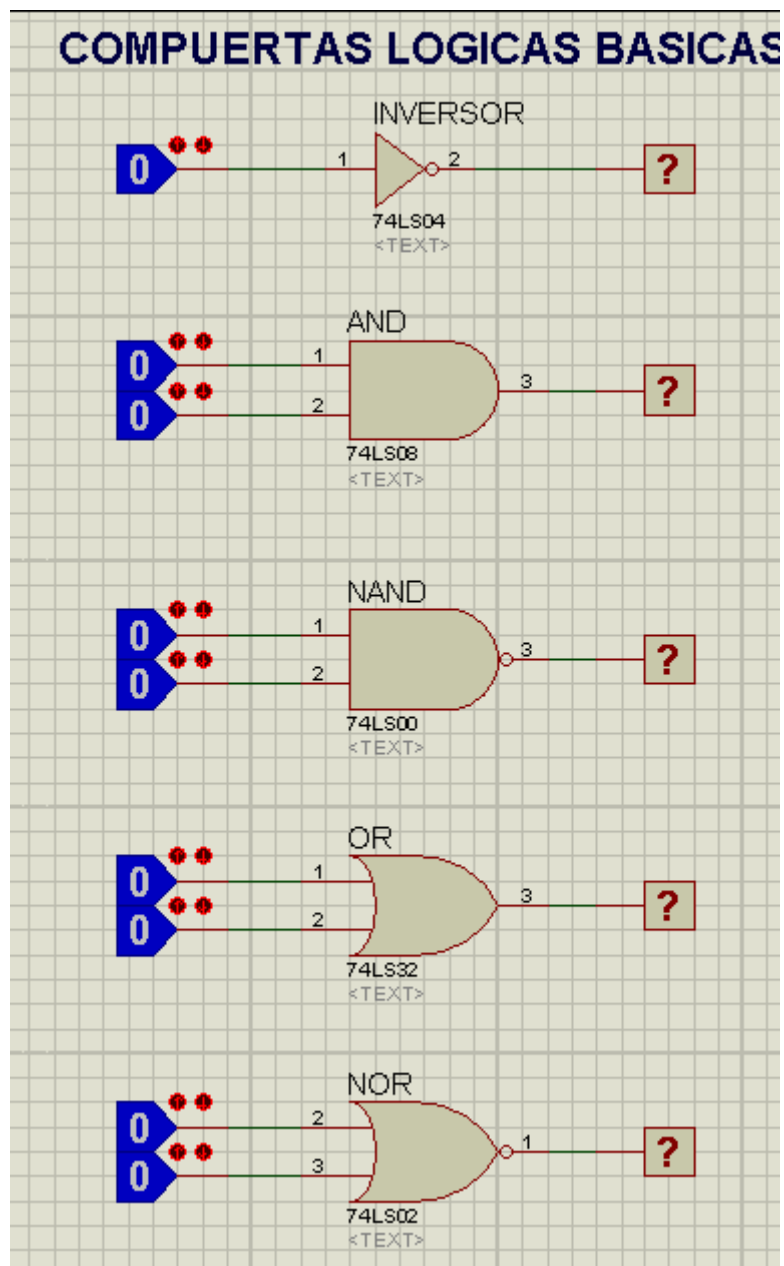 COMPUERTAS LOGICAS BASICAS
INVERSOR
0 1 2 ?
74LS04
<TEXT>
AND
0 1 3 ?
0 2
74LS08
<TEXT>
NAND
0 1 3 ?
0 2
74LS00
<TEXT>
OR
0 1 3 ?
0 2
74LS32
<TEXT>
NOR
0 2 1 ?
0 3
74LS02
<TEXT>